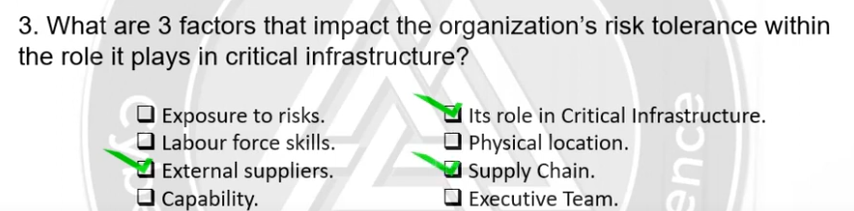 3. What are 3 factors that impact the organization's risk tolerance within
the role it plays in critical infrastructure?
Exposure to risks.
Labour force skills.
External suppliers.
Capability.
Its role in Critical Infrastructure.
Physical location.
Supply Chain.
Executive Team.
ence